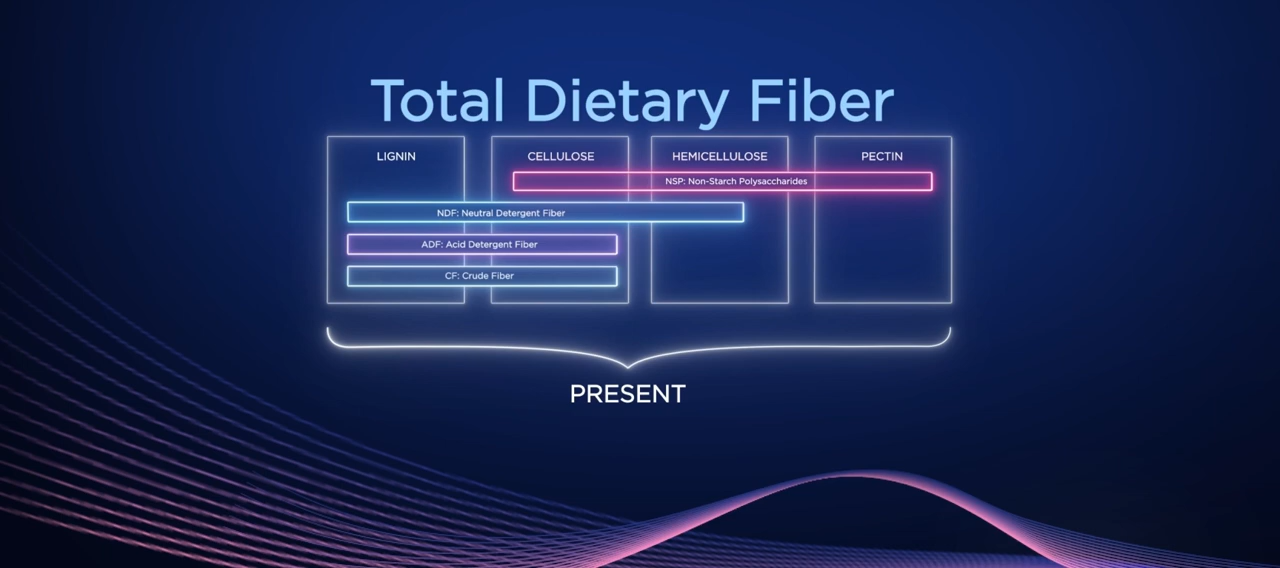 Total Dietary Fiber
LIGNIN
CELLULOSE
HEMICELLULOSE
PECTIN
NSP: Non-Starch Polysaccharides
NDF: Neutral Detergent Fiber
ADF: Acid Detergent Fiber
CF: Crude Fiber
PRESENT